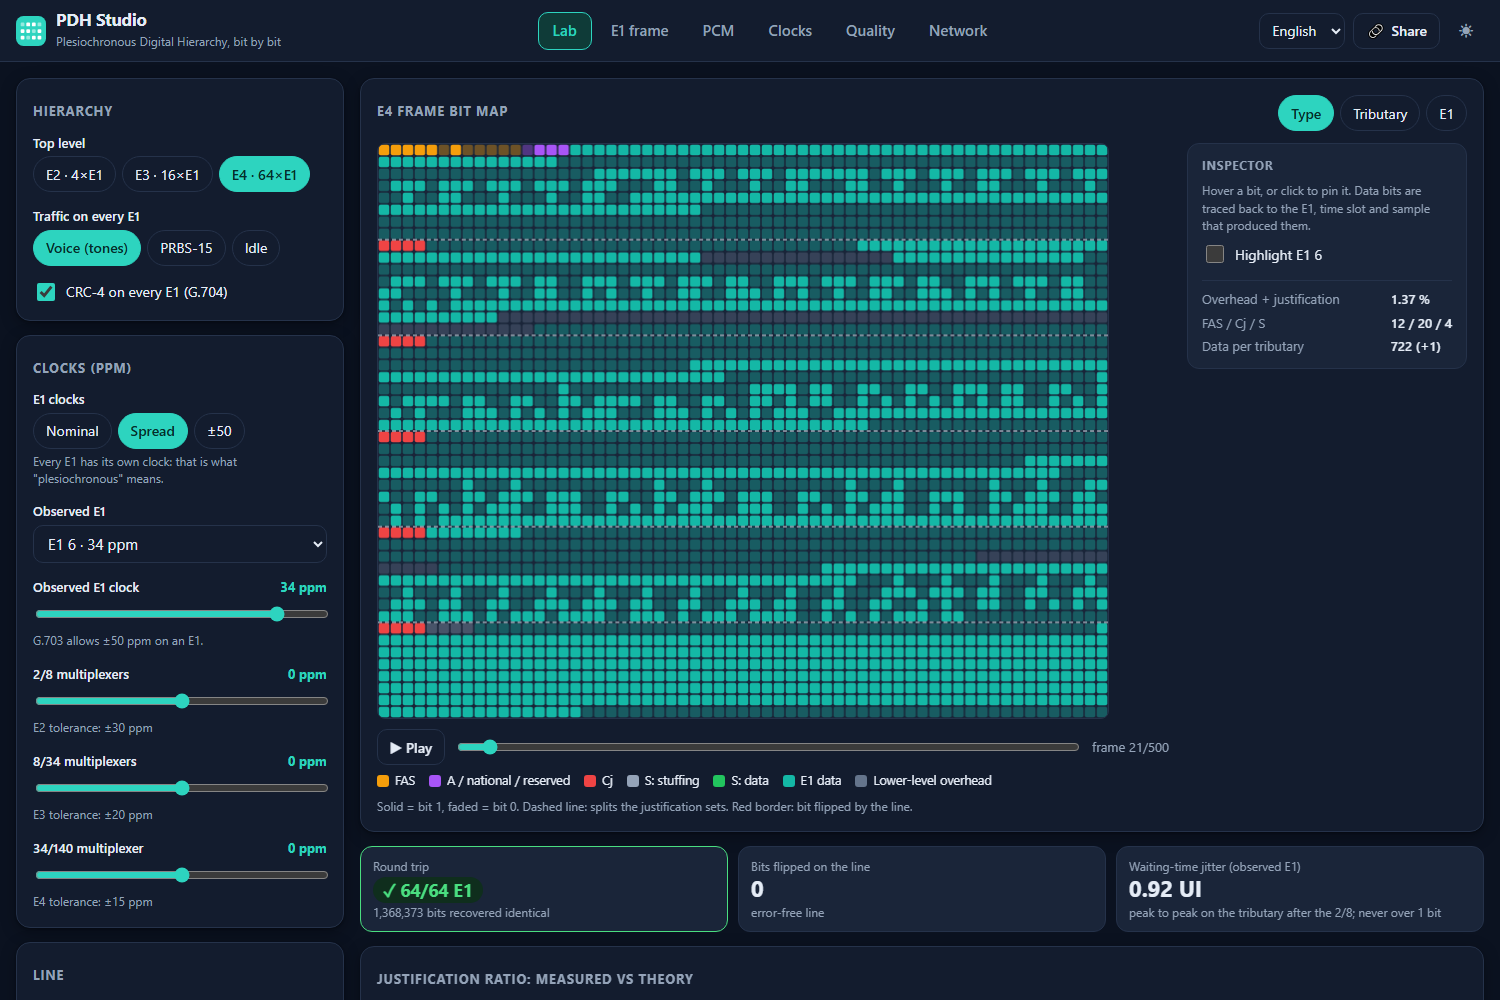 PDH Studio
Plesiochronous Digital Hierarchy, bit by bit
Lab
E1 frame
PCM
Clocks
Quality
Network
English
Share
HIERARCHY
Top level
E2 · 4×E1
E3 · 16×E1
E4 · 64×E1
Traffic on every E1
Voice (tones)
PRBS-15
Idle
CRC-4 on every E1 (G.704)
CLOCKS (PPM)
E1 clocks
Nominal
Spread
±50
Every E1 has its own clock: that is what
"plesiochronous" means.
Observed E1
E1 6 · 34 ppm
Observed E1 clock 34 ppm
G.703 allows ±50 ppm on an E1.
2/8 multiplexers 0 ppm
E2 tolerance: ±30 ppm
8/34 multiplexers 0 ppm
E3 tolerance: ±20 ppm
34/140 multiplexer 0 ppm
E4 tolerance: ±15 ppm
LINE
E4 FRAME BIT MAP
Type
Tributary
E1
INSPECTOR
Hover a bit, or click to pin it. Data bits are
traced back to the E1, time slot and sample
that produced them.
Highlight E1 6
Overhead + justification 1.37 %
FAS / Cj / S 12 / 20 / 4
Data per tributary 722 (+1)
Play
frame 21/500
FAS
A / national / reserved
Cj
S: stuffing
S: data
E1 data
Lower-level overhead
Solid = bit 1, faded = bit 0. Dashed line: splits the justification sets. Red border: bit flipped by the line.
Round trip
✓ 64/64 E1
1,368,373 bits recovered identical
Bits flipped on the line
0
error-free line
Waiting-time jitter (observed E1)
0.92 UI
peak to peak on the tributary after the 2/8; never over 1 bit
JUSTIFICATION RATIO: MEASURED VS THEORY